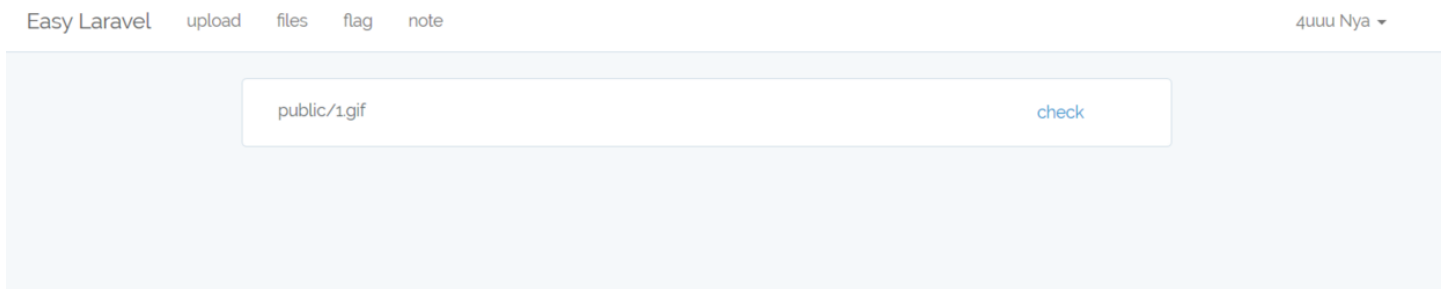 Easy Laravel upload files flag note 4uuu Nya
public/1.gif check